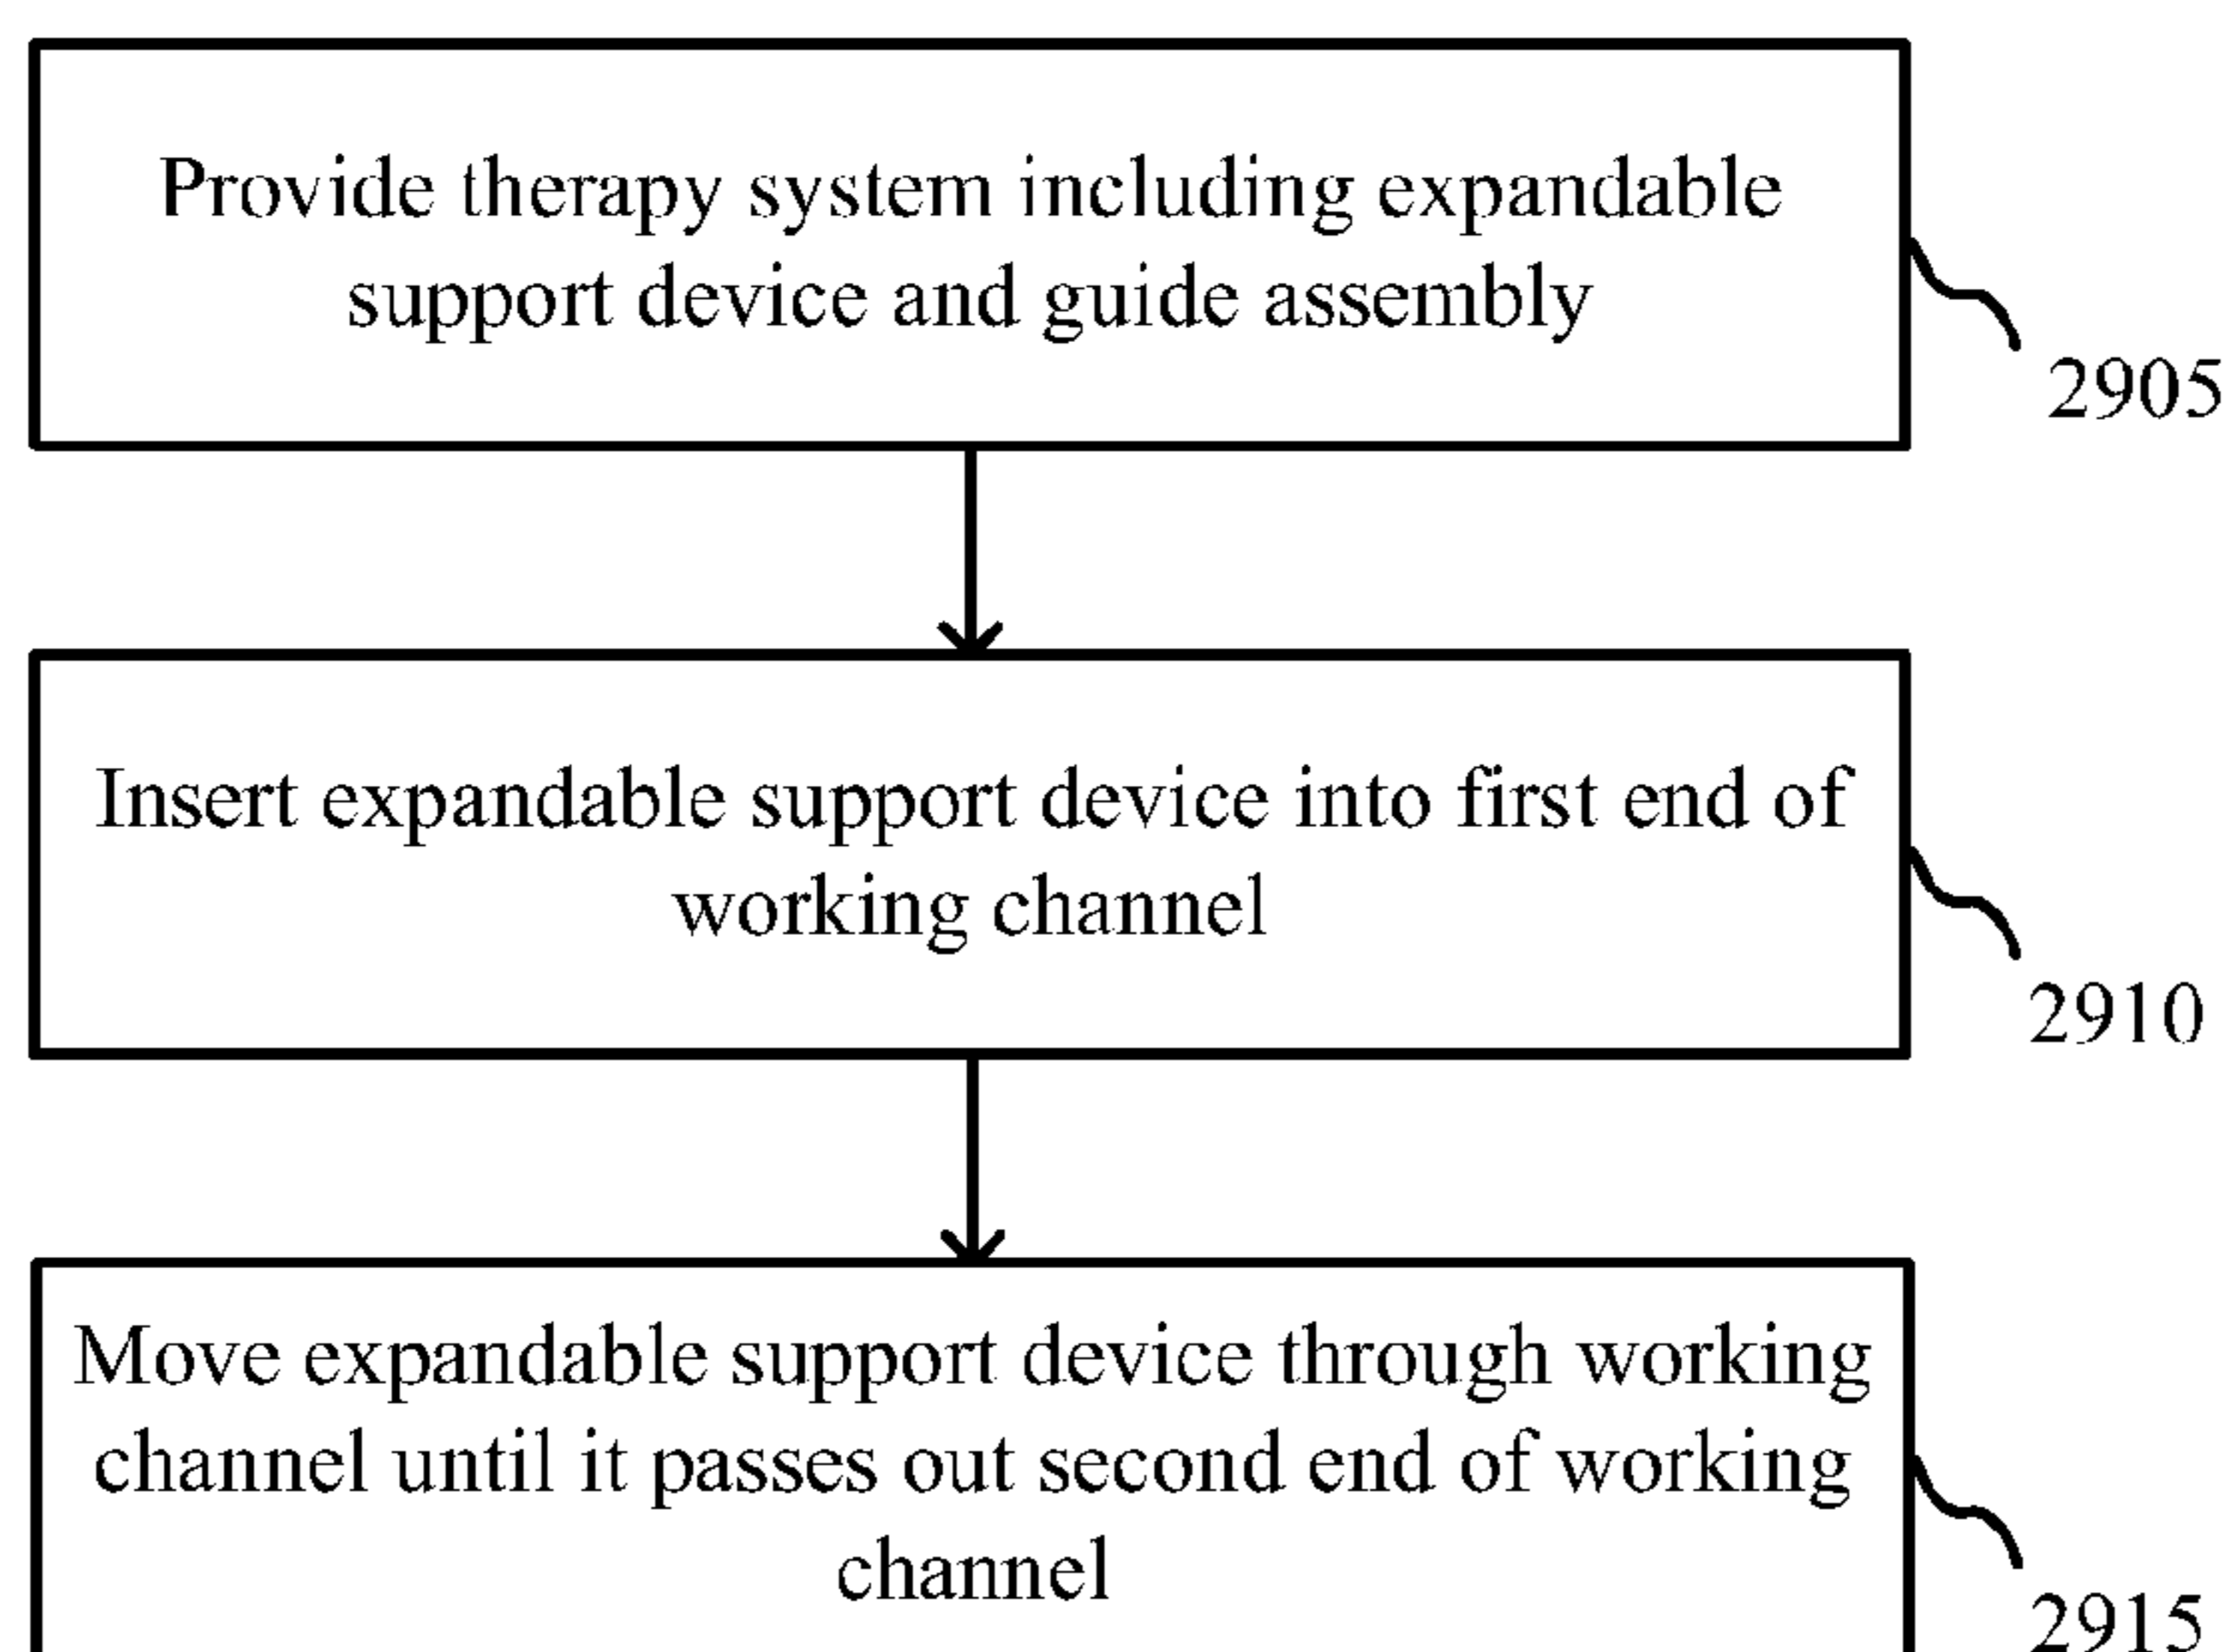 Provide therapy system including expandable
support device and guide assembly
2905
Insert expandable support device into first end of
working channel
2910
Move expandable support device through working
channel until it passes out second end of working
channel
2915